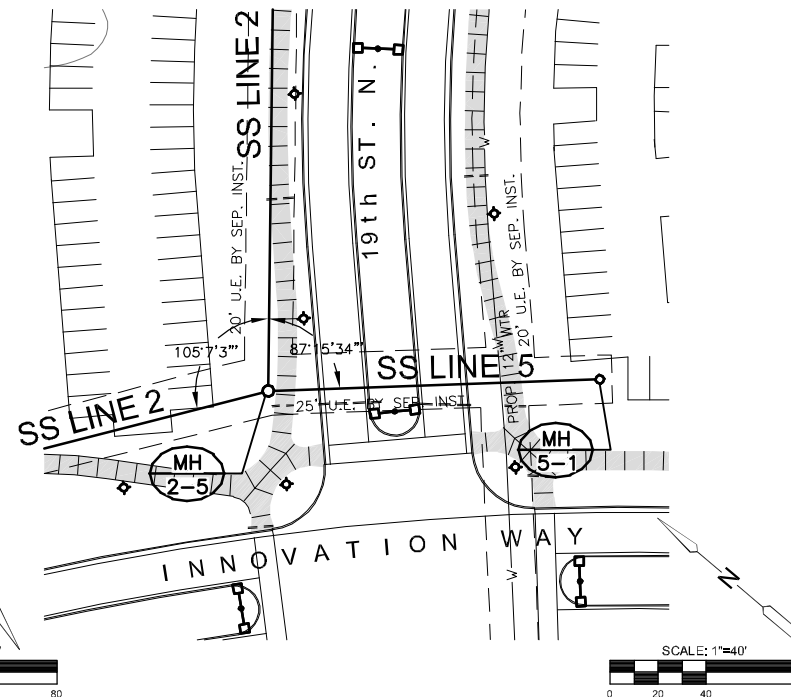 SS LINE 2
20' U.E. BY SEP. INST.
19th ST. N.
W
20' U.E. BY SEP. INST.
PROP 12" WTR
W
105°7'3"
87°15'34"
SS LINE 5
SS LINE 2
25' U.E. BY SEP. INST.
MH
2-5
MH
5-1
INNOVATION WAY
W
N
SCALE: 1"=40'
80
0 20 40